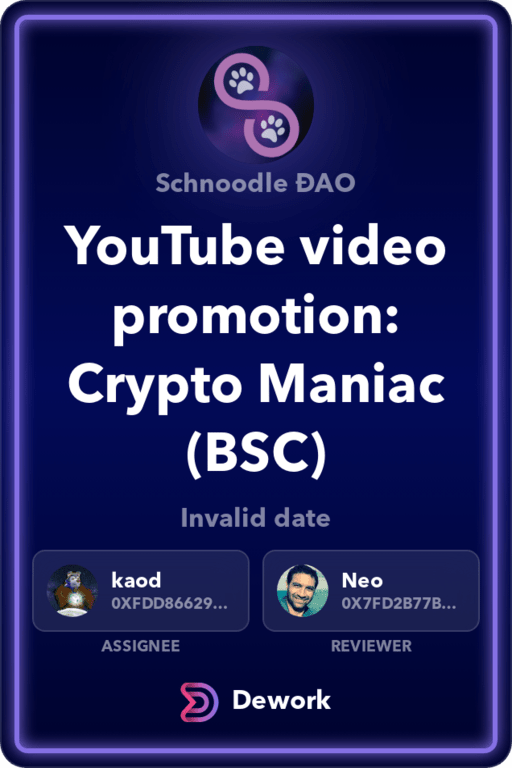 Schnoodle ĐAO
YouTube video
promotion:
Crypto Maniac
(BSC)
Invalid date
kaod
0XFDD86629...
Neo
0X7FD2B77B...
ASSIGNEE
REVIEWER
Dework